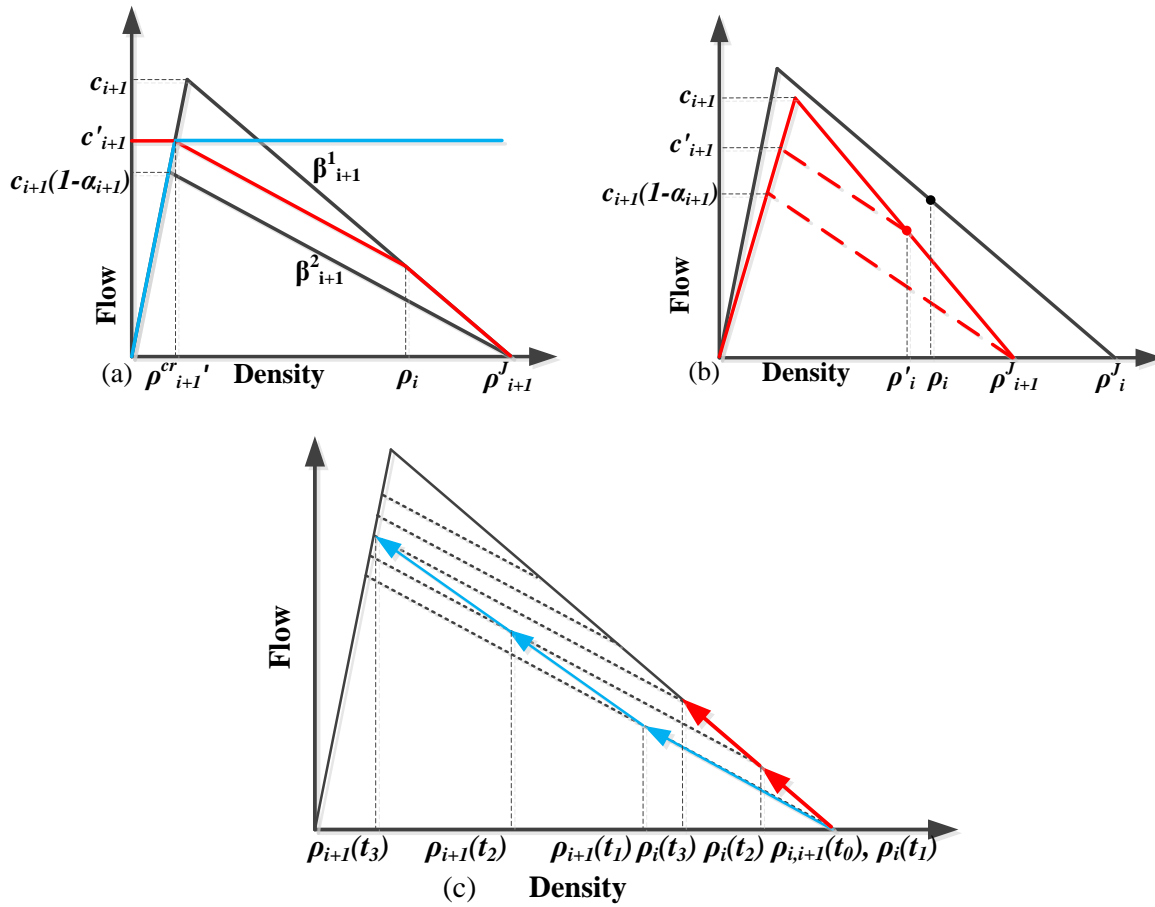 c_{i+1}
c'_{i+1}
c_{i+1}(1-α_{i+1})
β^1_{i+1}
β^2_{i+1}
Flow
(a)
ρ^{cr}_{i+1}'
Density
ρ_i
ρ^J_{i+1}
c_{i+1}
c'_{i+1}
c_{i+1}(1-α_{i+1})
Flow
(b)
Density
ρ'_i
ρ_i
ρ^J_{i+1}
ρ^J_i
Flow
ρ_{i+1}(t_3)
ρ_{i+1}(t_2)
ρ_{i+1}(t_1)
ρ_i(t_3)
ρ_i(t_2)
ρ_{i,i+1}(t_0), ρ_i(t_1)
(c)
Density